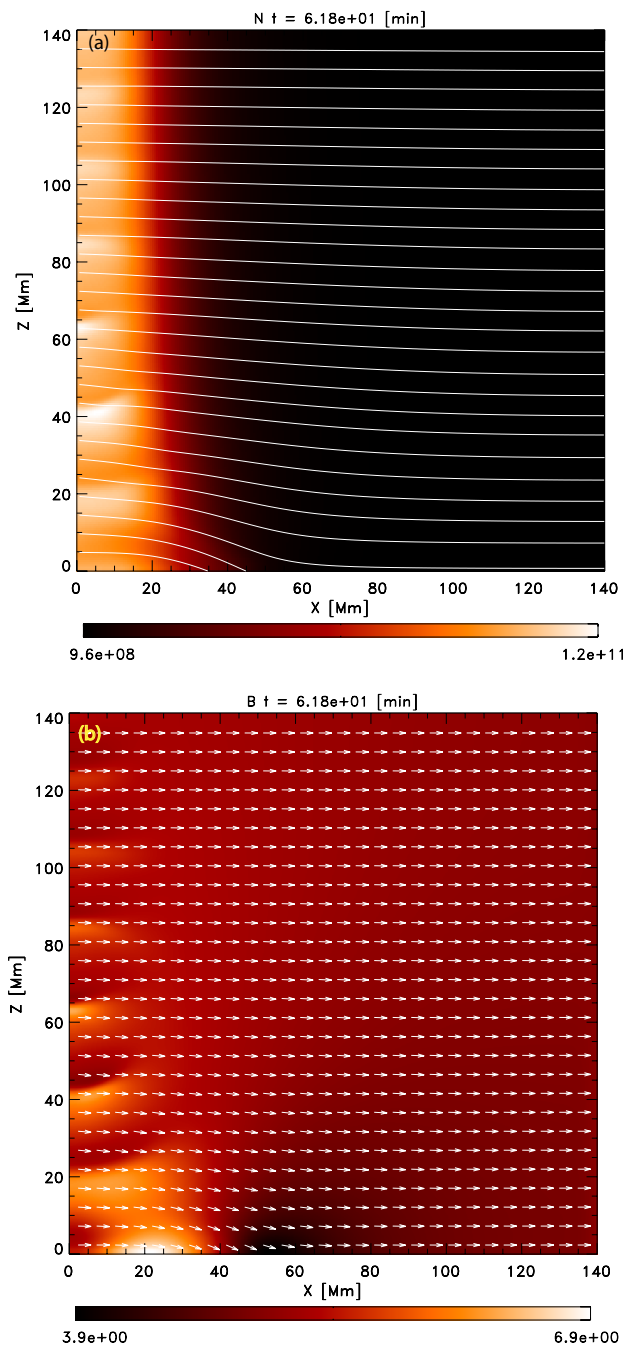 N t = 6.18e+01 [min]
(a)
140
120
100
80
60
40
20
0
Z [Mm]
0 20 40 60 80 100 120 140
X [Mm]
9.6e+08 1.2e+11
B t = 6.18e+01 [min]
(b)
140
120
100
80
60
40
20
0
Z [Mm]
0 20 40 60 80 100 120 140
X [Mm]
3.9e+00 6.9e+00